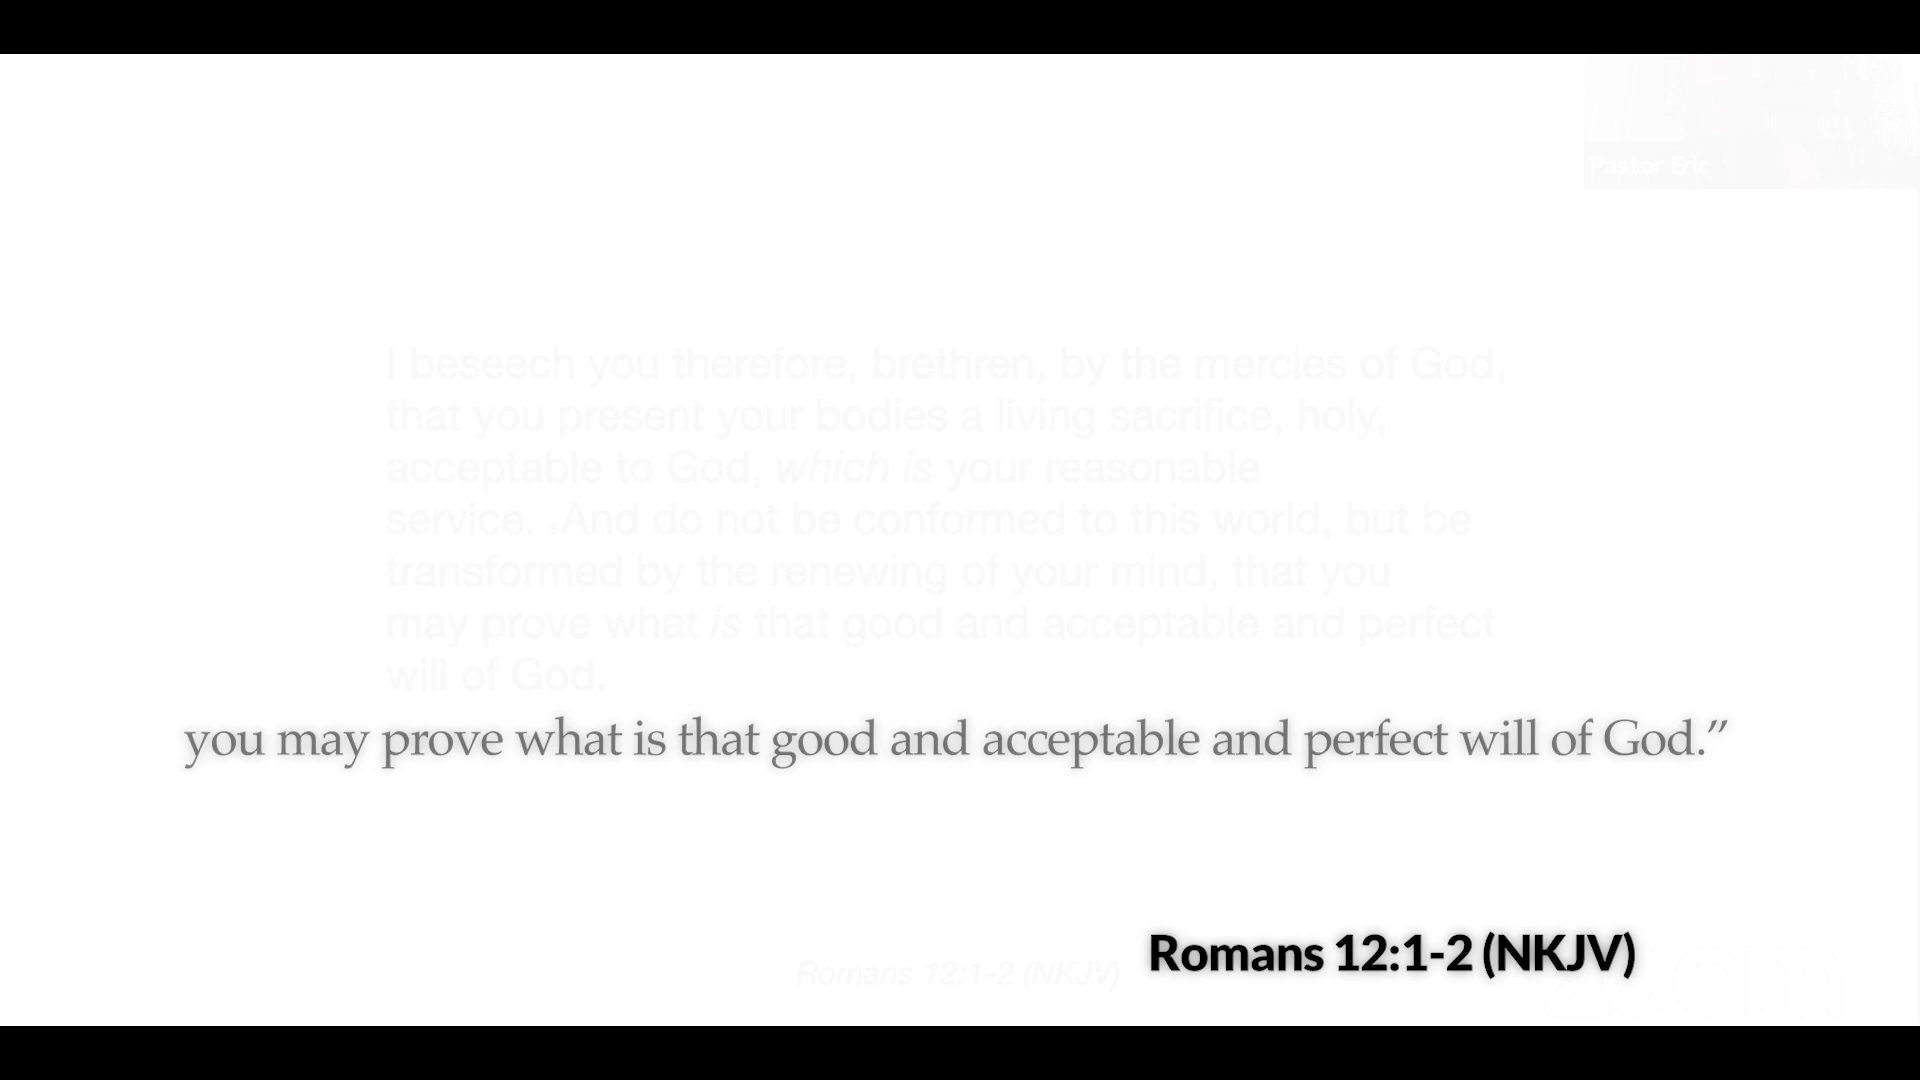 Pastor Eric
I beseech you therefore, brethren, by the mercies of God,
that you present your bodies a living sacrifice, holy,
acceptable to God, which is your reasonable
service. And do not be conformed to this world, but be
transformed by the renewing of your mind, that you
may prove what is that good and acceptable and perfect
will of God.
you may prove what is that good and acceptable and perfect will of God.”
Romans 12:1-2 (NKJV)
Romans 12:1-2 (NKJV)